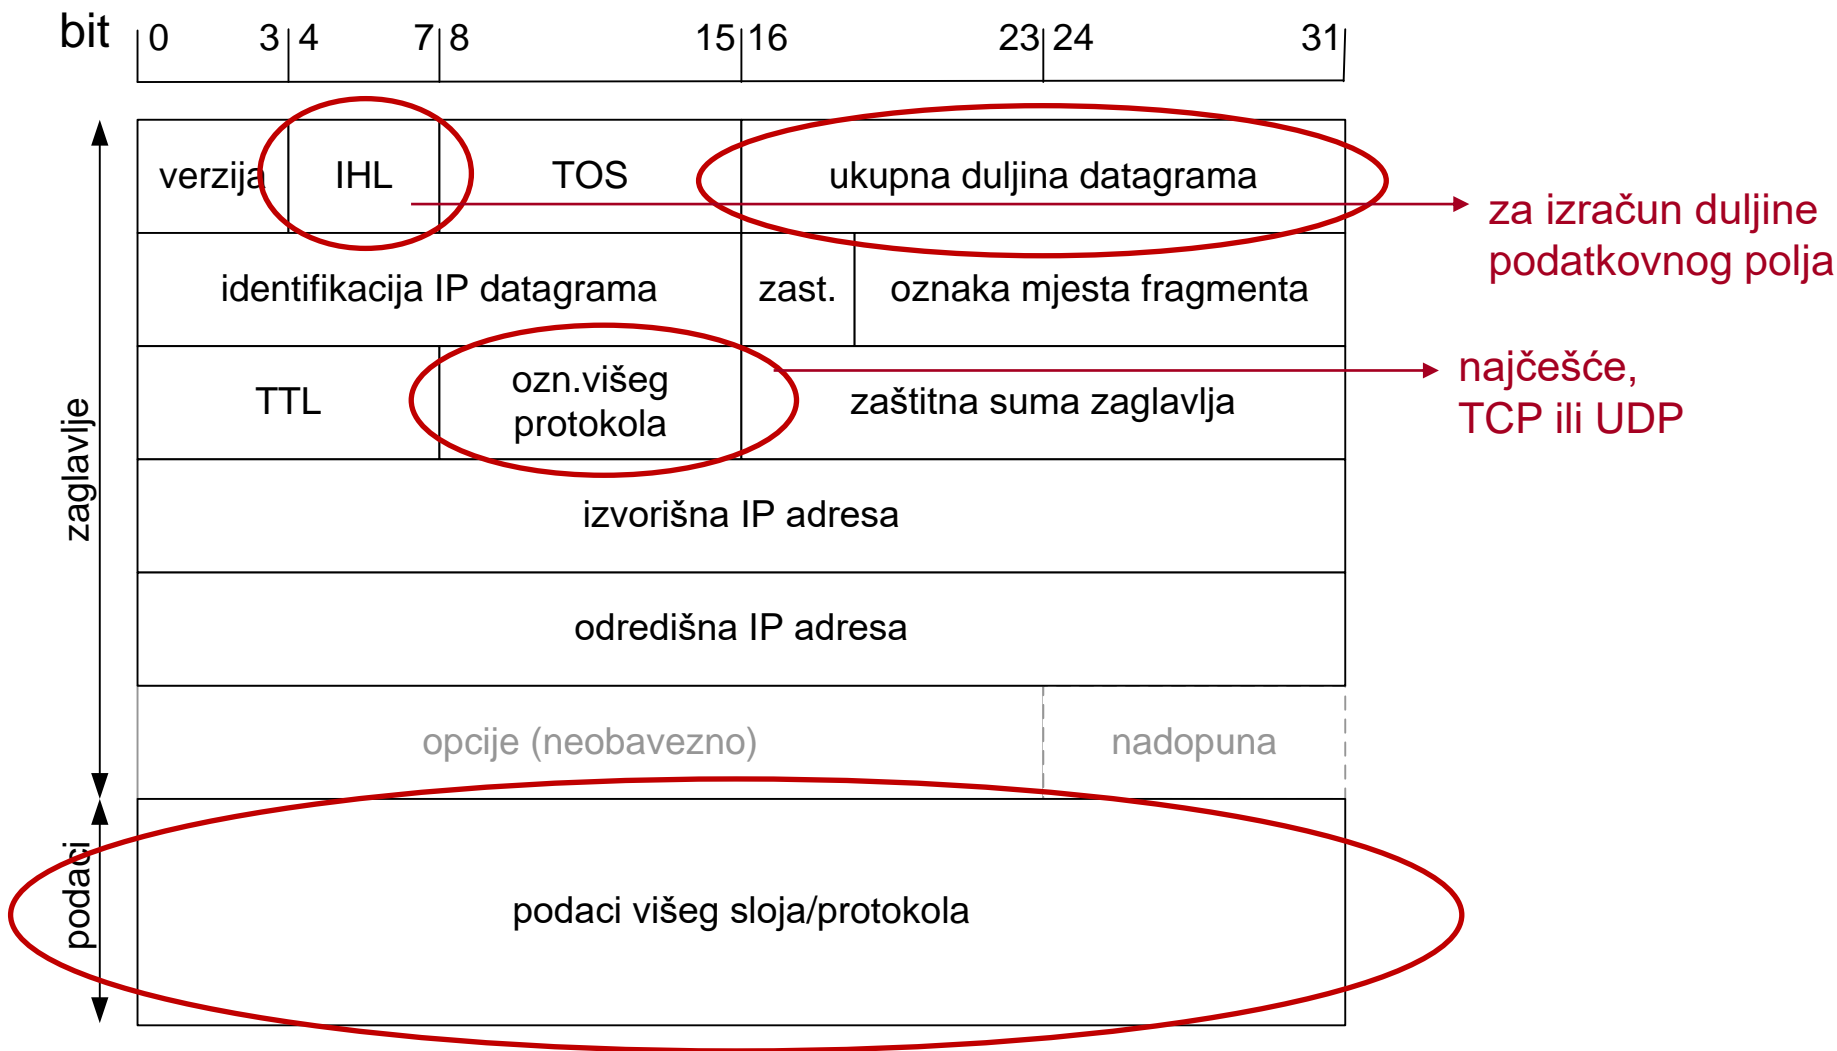 bit 0 3 4 7 8 15 16 23 24 31
verzija IHL TOS ukupna duljina datagrama
za izračun duljine
podatkovnog polja
identifikacija IP datagrama zast. oznaka mjesta fragmenta
TTL ozn.višeg
protokola
zaštitna suma zaglavlja
najčešće,
TCP ili UDP
zaglavlje
izvorišna IP adresa
odredišna IP adresa
opcije (neobavezno) nadopuna
podaci
podaci višeg sloja/protokola